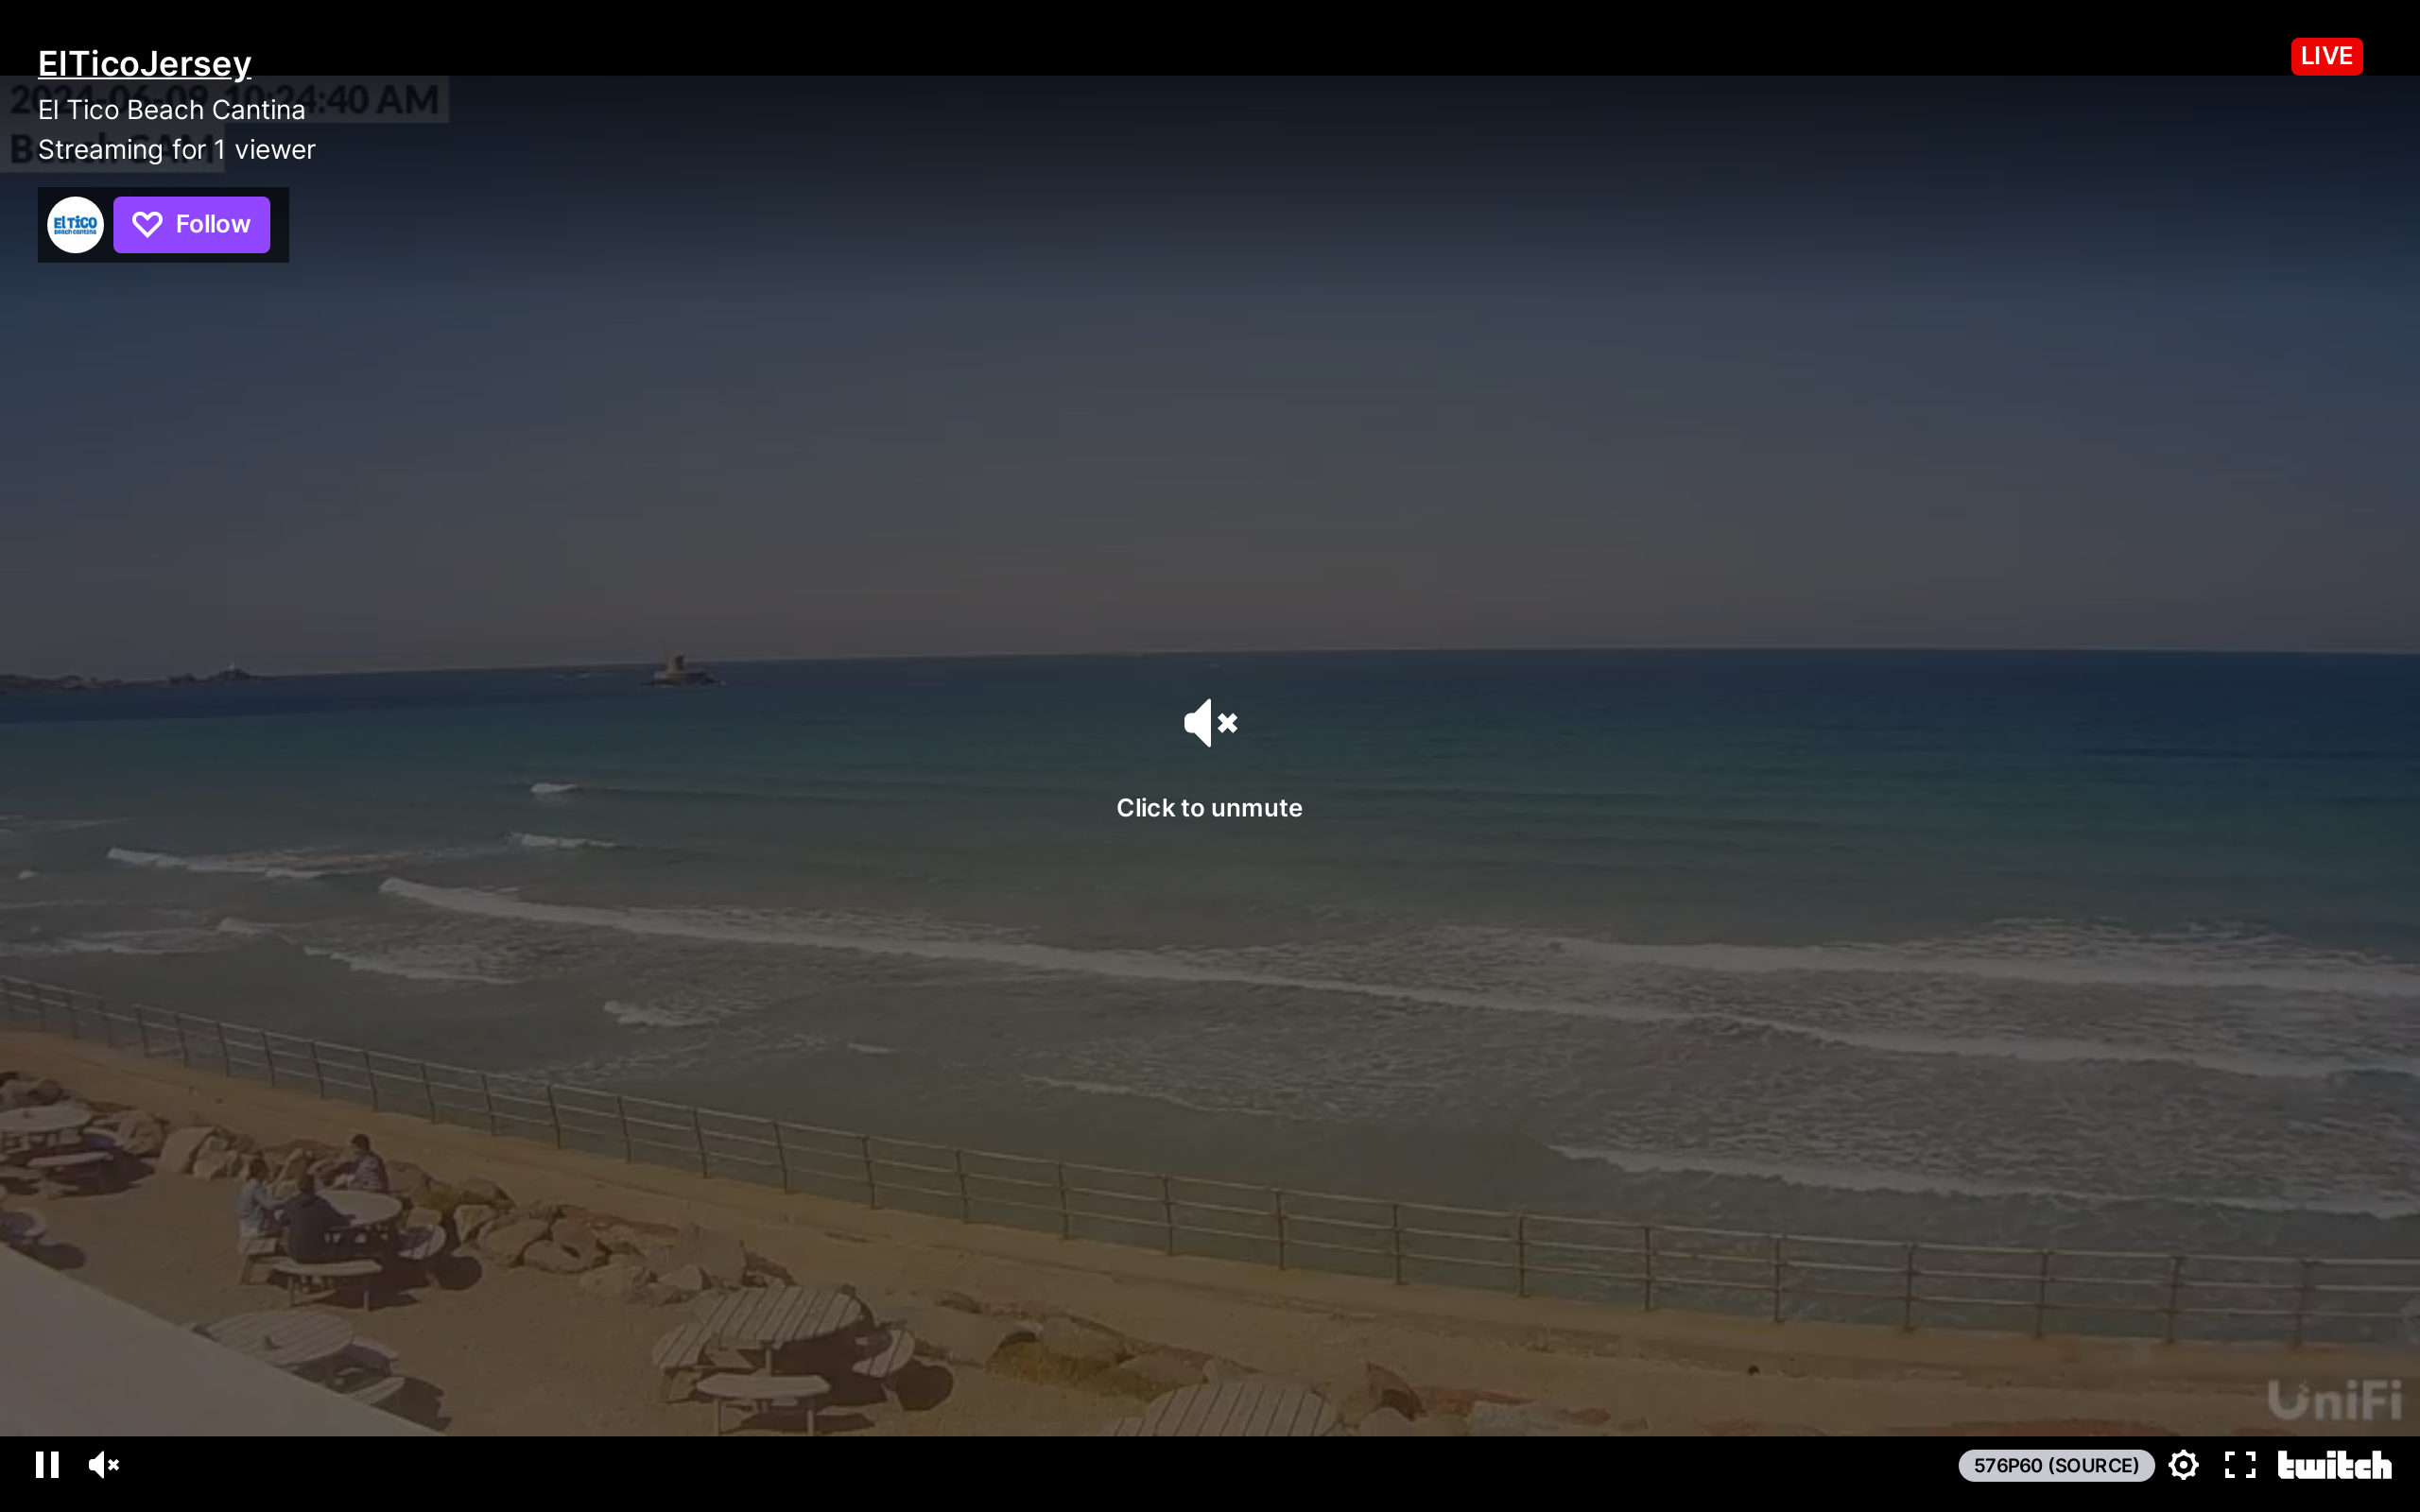 ElTicoJersey
LIVE
2024-06-09 10:24:40 AM
El Tico Beach Cantina
Streaming for 1 viewer
El Tico
Beach cantina
Follow
Click to unmute
UniFi
576P60 (SOURCE)
twitch